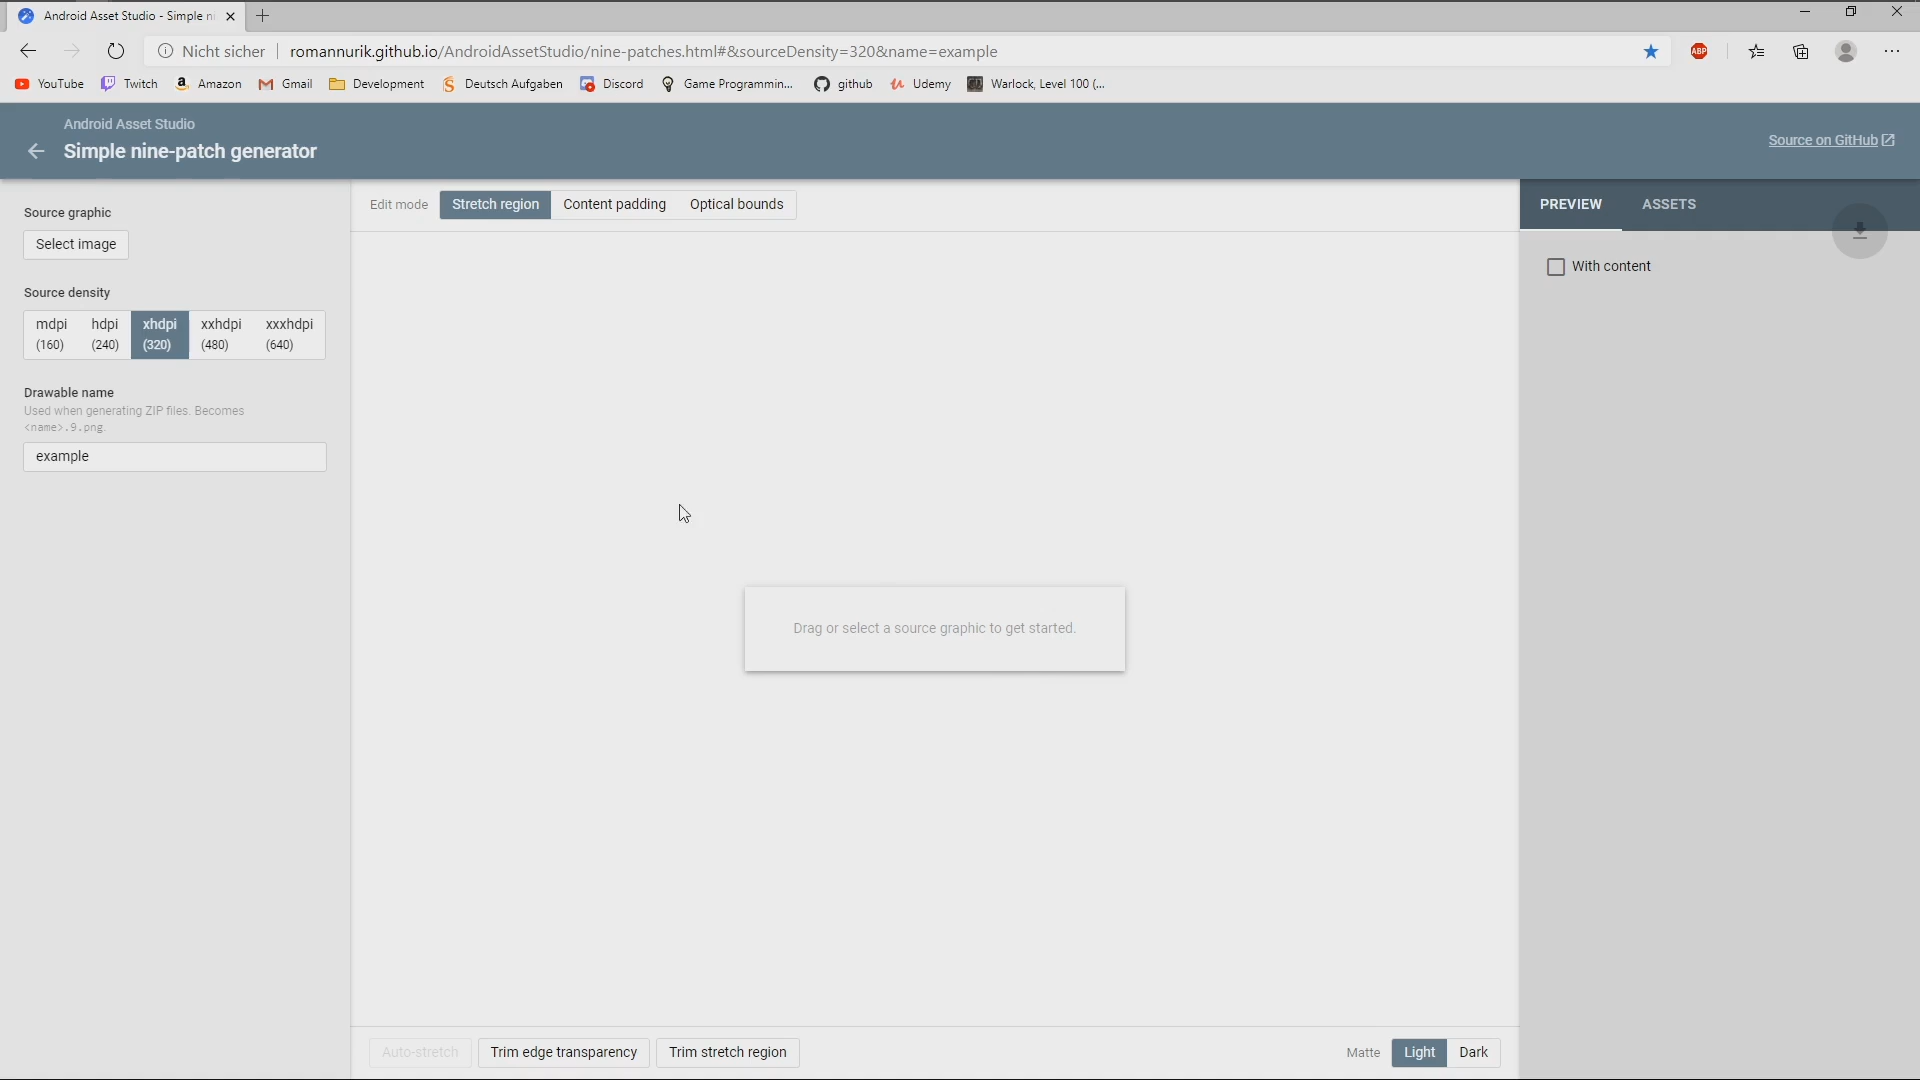 Android Asset Studio - Simple n
Nicht sicher romannurik.github.io/AndroidAssetStudio/nine-patches.html#&sourceDensity=320&name=example ABP
YouTube Twitch Amazon Gmail Development Deutsch Aufgaben Discord Game Programmin... github Udemy Warlock, Level 100 (...
Android Asset Studio
Simple nine-patch generator
Source on GitHub
Source graphic
Select image
Source density
mdpi hdpi xhdpi xxhdpi xxxhdpi
(160) (240) (320) (480) (640)
Drawable name
Used when generating ZIP files. Becomes
<name>.9.png.
example
Edit mode Stretch region Content padding Optical bounds
Drag or select a source graphic to get started.
Auto-stretch Trim edge transparency Trim stretch region Matte Light Dark
PREVIEW ASSETS
With content